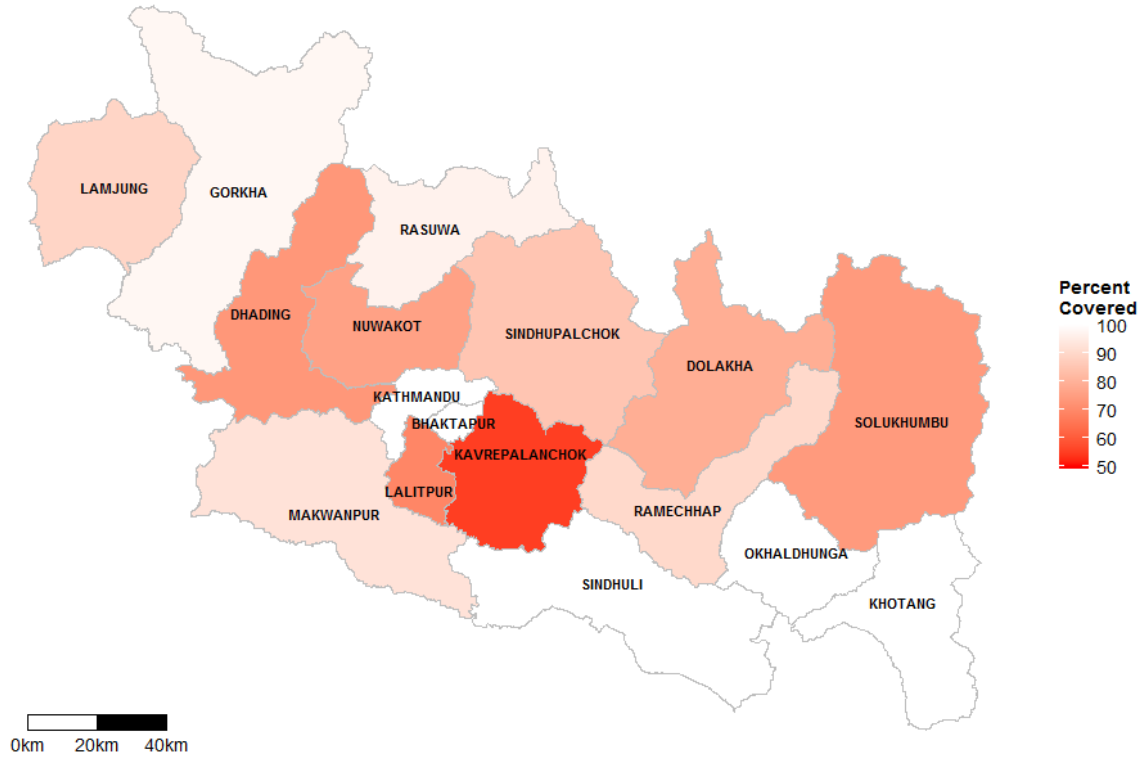 LAMJUNG
GORKHA
RASUWA
DHADING
NUWAKOT
SINDHUPALCHOK
DOLAKHA
KATHMANDU
BHAKTAPUR
SOLUKHUMBU
KAVREPALANCHOK
LALITPUR
MAKWANPUR
RAMECHHAP
OKHALDHUNGA
SINDHULI
KHOTANG
Percent
Covered
100
90
80
70
60
50
0km 20km 40km